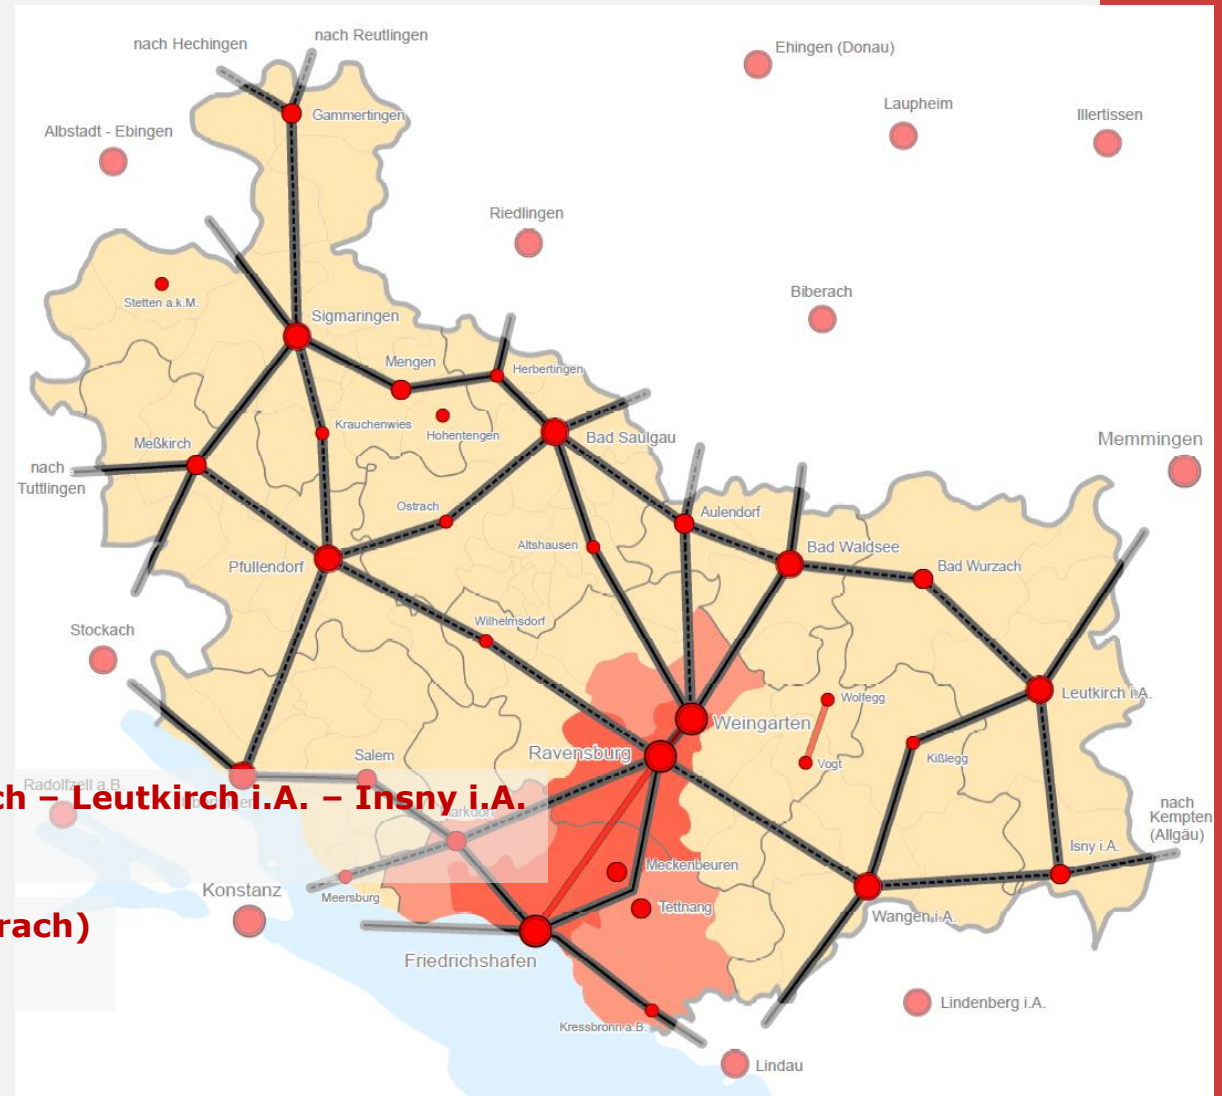 nach Hechingen
nach Reutlingen
Ehingen (Donau)
Laupheim
Illertissen
Gammertingen
Albstadt - Ebingen
Riedlingen
Biberach
Stetten a.k.M.
Sigmaringen
Mengen
Herbertingen
Krauchenwies
Hohentengen
Bad Saulgau
Meßkirch
Memmingen
nach
Tuttlingen
Ostrach
Aulendorf
Altshausen
Bad Waldsee
Pfullendorf
Bad Wurzach
Wilhelmsdorf
Stockach
Leutkirch i.A.
Wolfegg
Weingarten
Ravensburg
Salem
Vogt
Kißlegg
Radolfzell a.B.
ch – Leutkirch i.A. – Insny i.A.
nach
Kempten
(Allgäu)
Isny i.A.
Meckenbeuren
Konstanz
Meersburg
Tettnang
Wangen i.A.
rach)
Friedrichshafen
Lindenberg i.A.
Kressbronn a.B.
Lindau